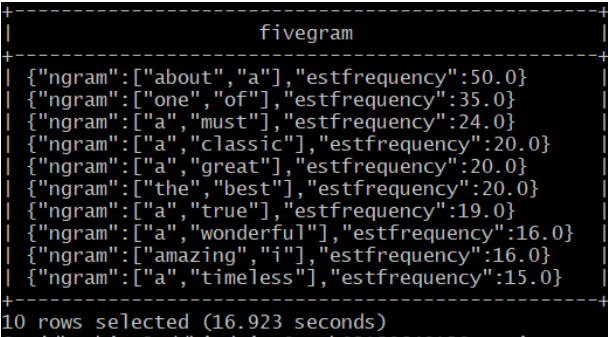 fivegram
{"ngram":["about","a"],"estfrequency":50.0}
{"ngram":["one","of"],"estfrequency":35.0}
{"ngram":["a","must"],"estfrequency":24.0}
{"ngram":["a","classic"],"estfrequency":20.0}
{"ngram":["a","great"],"estfrequency":20.0}
{"ngram":["the","best"],"estfrequency":20.0}
{"ngram":["a","true"],"estfrequency":19.0}
{"ngram":["a","wonderful"],"estfrequency":16.0}
{"ngram":["amazing","i"],"estfrequency":16.0}
{"ngram":["a","timeless"],"estfrequency":15.0}
10 rows selected (16.923 seconds)